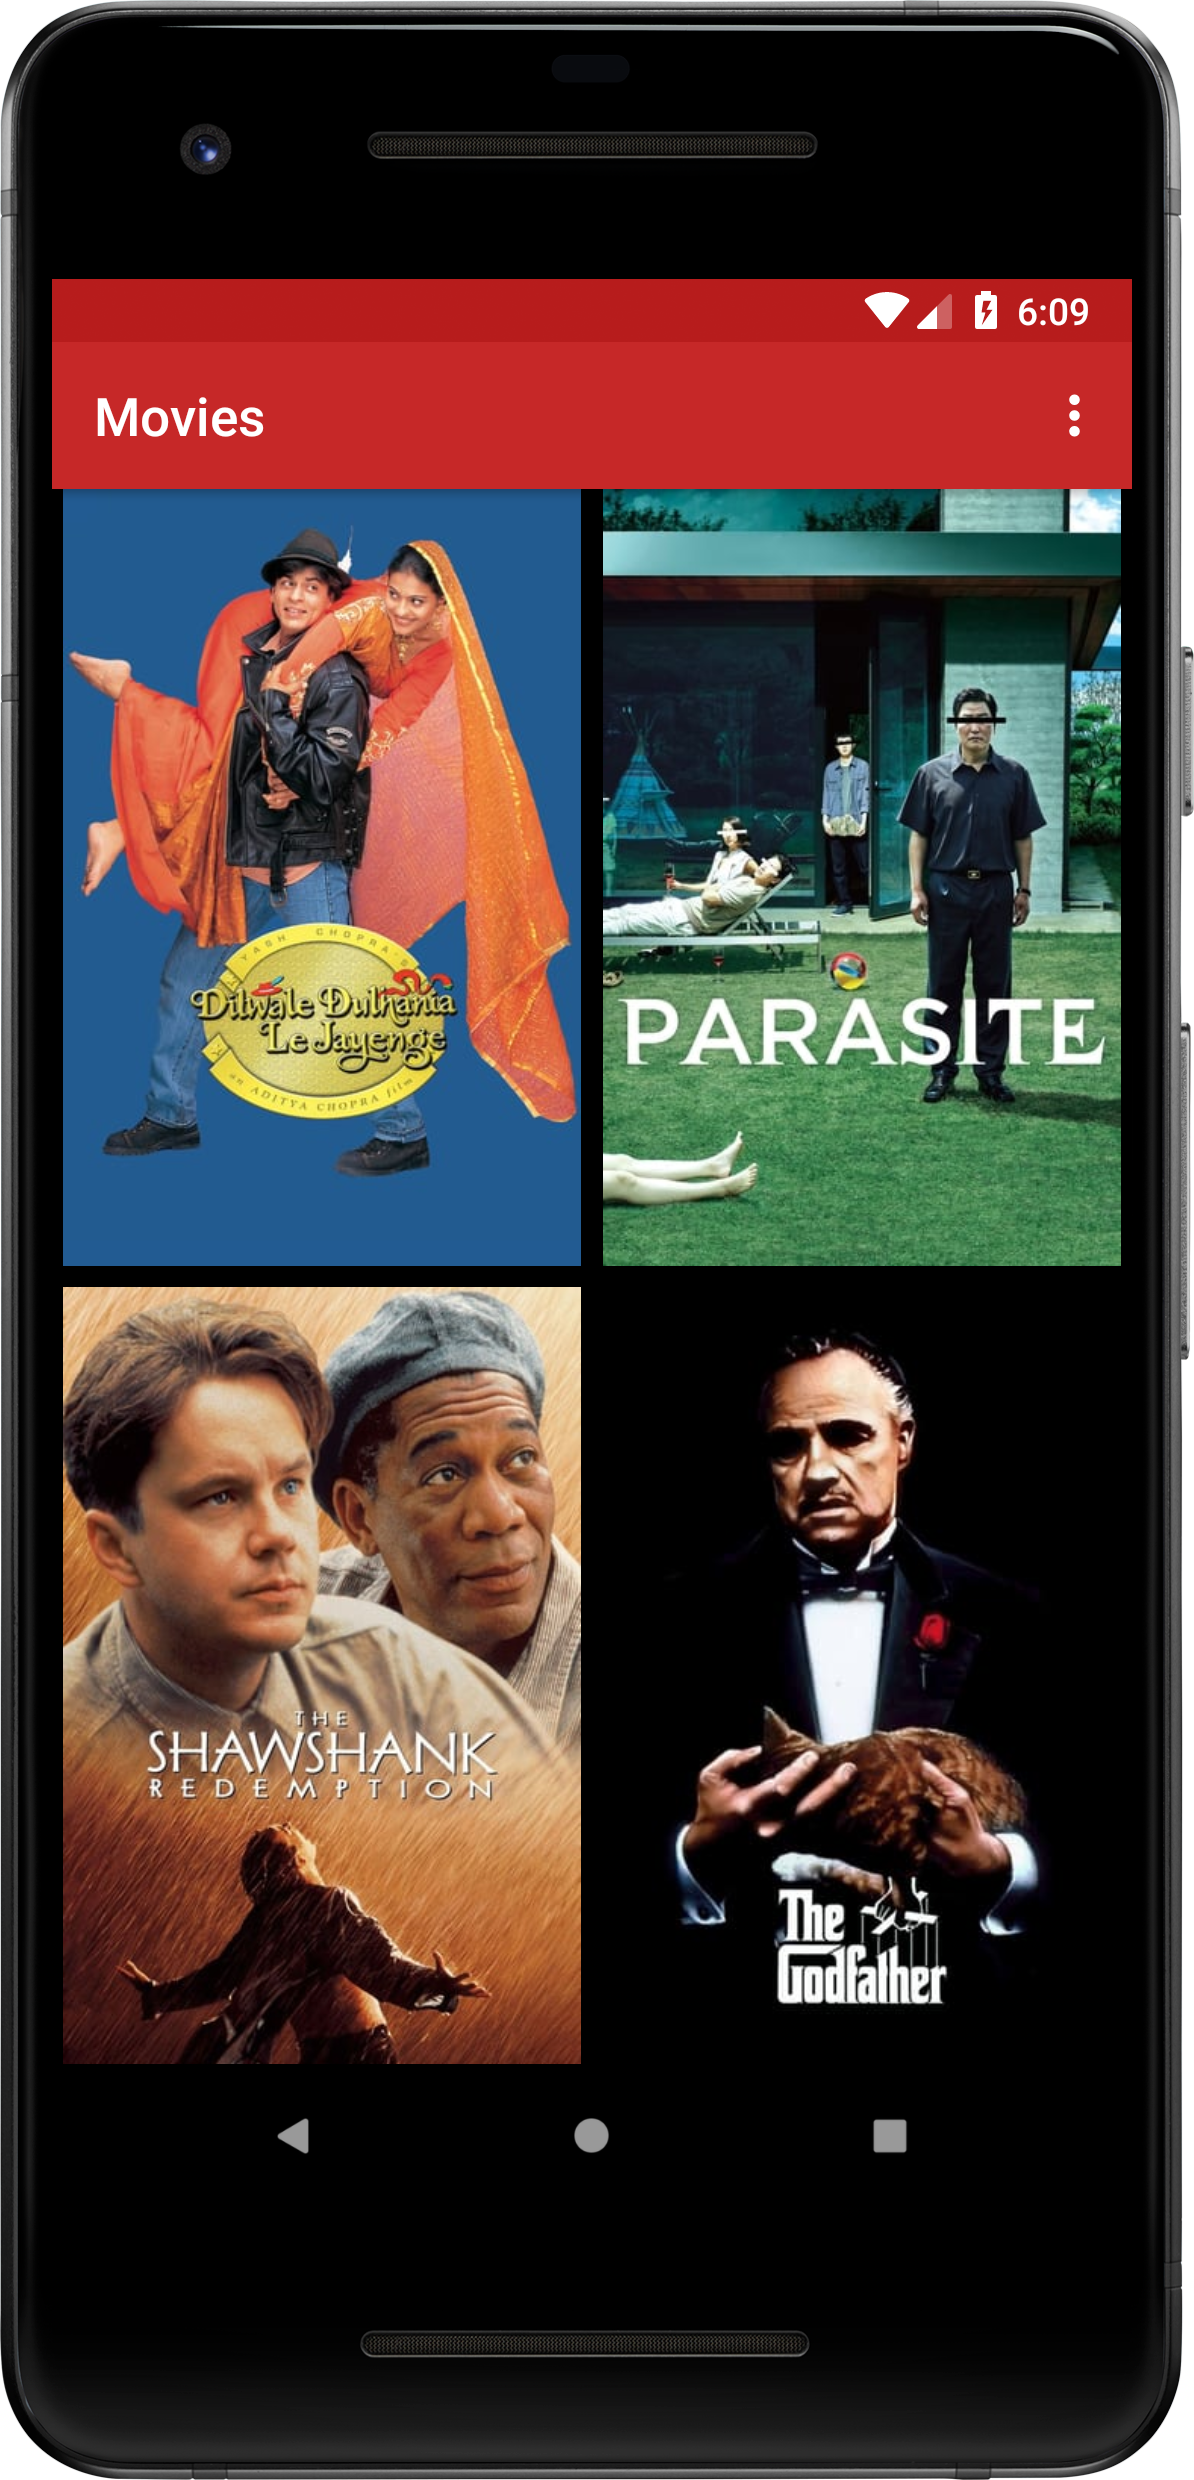 6:09
Movies
YASH CHOPRA'S
Dilwale Dulhania
Le Jayenge
an ADITYA CHOPRA film
PARASITE
THE
SHAWSHANK
REDEMPTION
The
Godfather